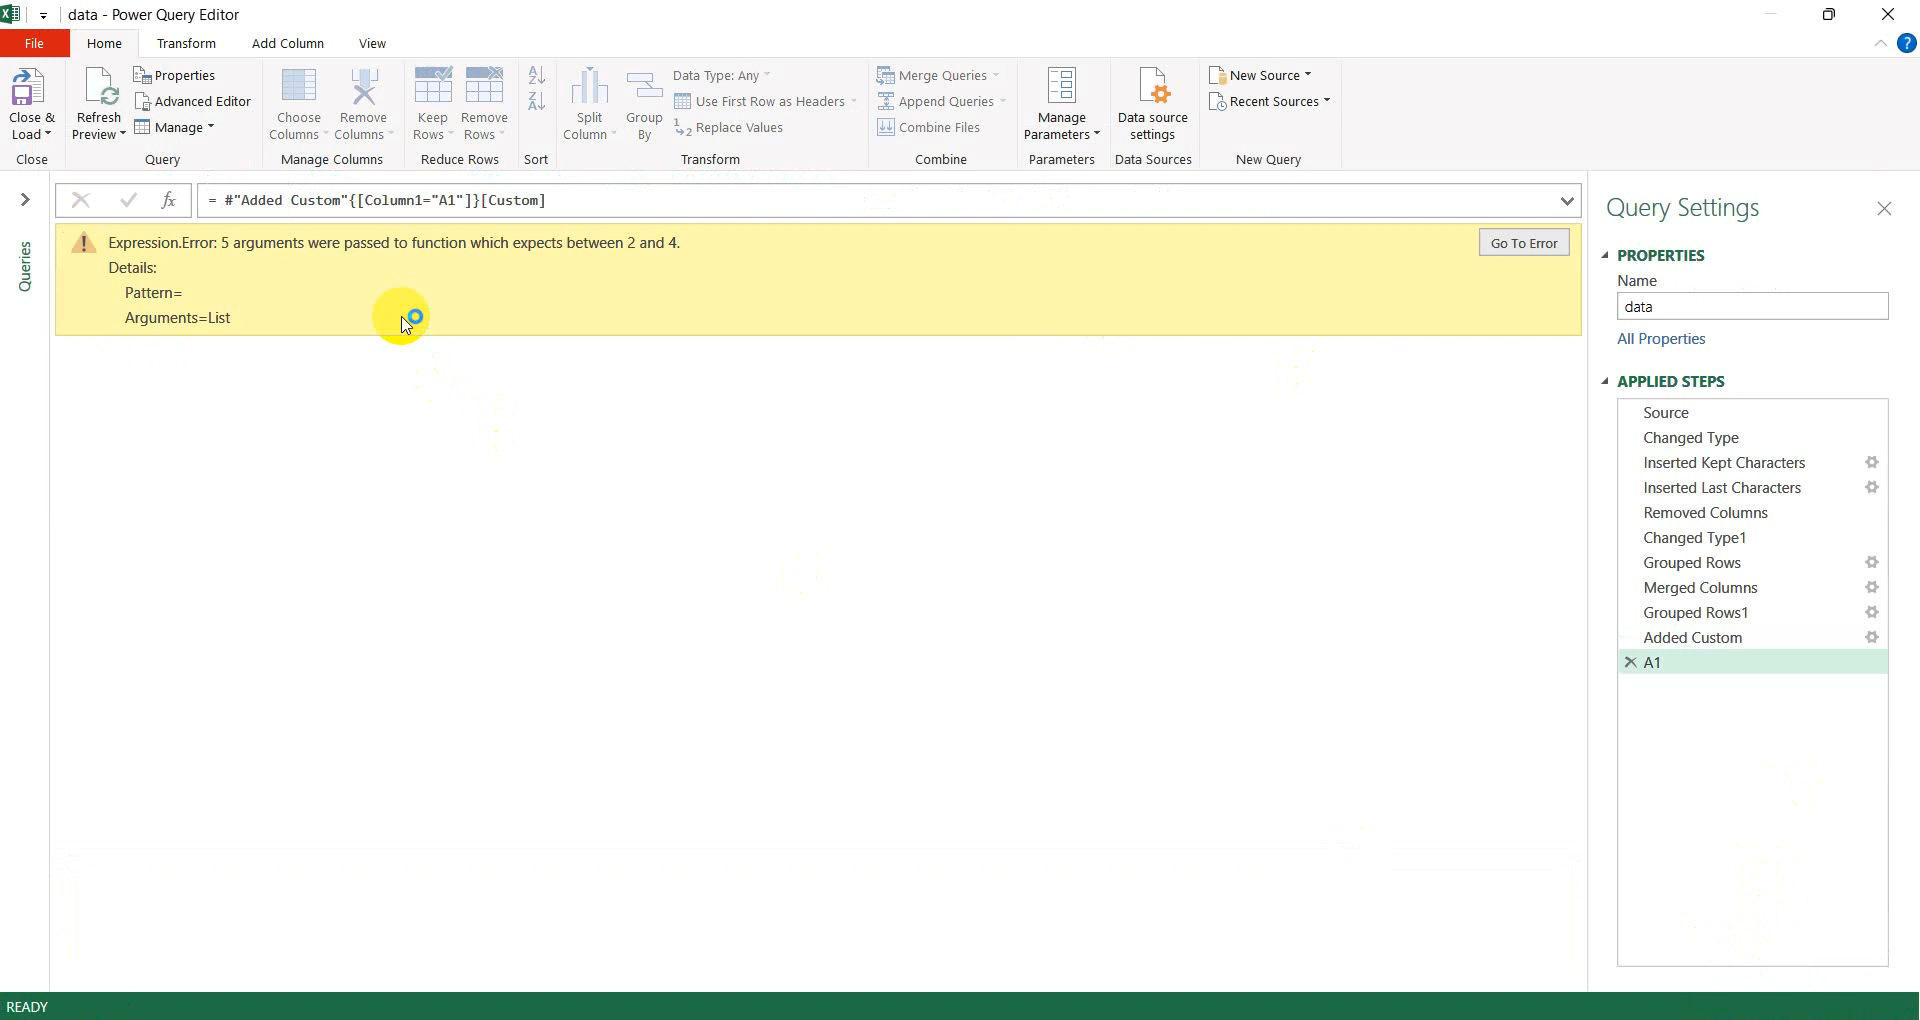 data - Power Query Editor
File
Home
Transform
Add Column
View
Close &
Load
Close
Refresh
Preview
Properties
Advanced Editor
Manage
Query
Choose
Columns
Remove
Columns
Manage Columns
Keep
Rows
Remove
Rows
Reduce Rows
Sort
Split
Column
Group
By
Data Type: Any
Use First Row as Headers
Replace Values
Transform
Merge Queries
Append Queries
Combine Files
Combine
Manage
Parameters
Parameters
Data source
settings
Data Sources
New Source
Recent Sources
New Query
Queries
fx
= #"Added Custom"{[Column1="A1"]}[Custom]
Expression.Error: 5 arguments were passed to function which expects between 2 and 4.
Details:
Pattern=
Arguments=List
Go To Error
Query Settings
PROPERTIES
Name
data
All Properties
APPLIED STEPS
Source
Changed Type
Inserted Kept Characters
Inserted Last Characters
Removed Columns
Changed Type1
Grouped Rows
Merged Columns
Grouped Rows1
Added Custom
A1
READY